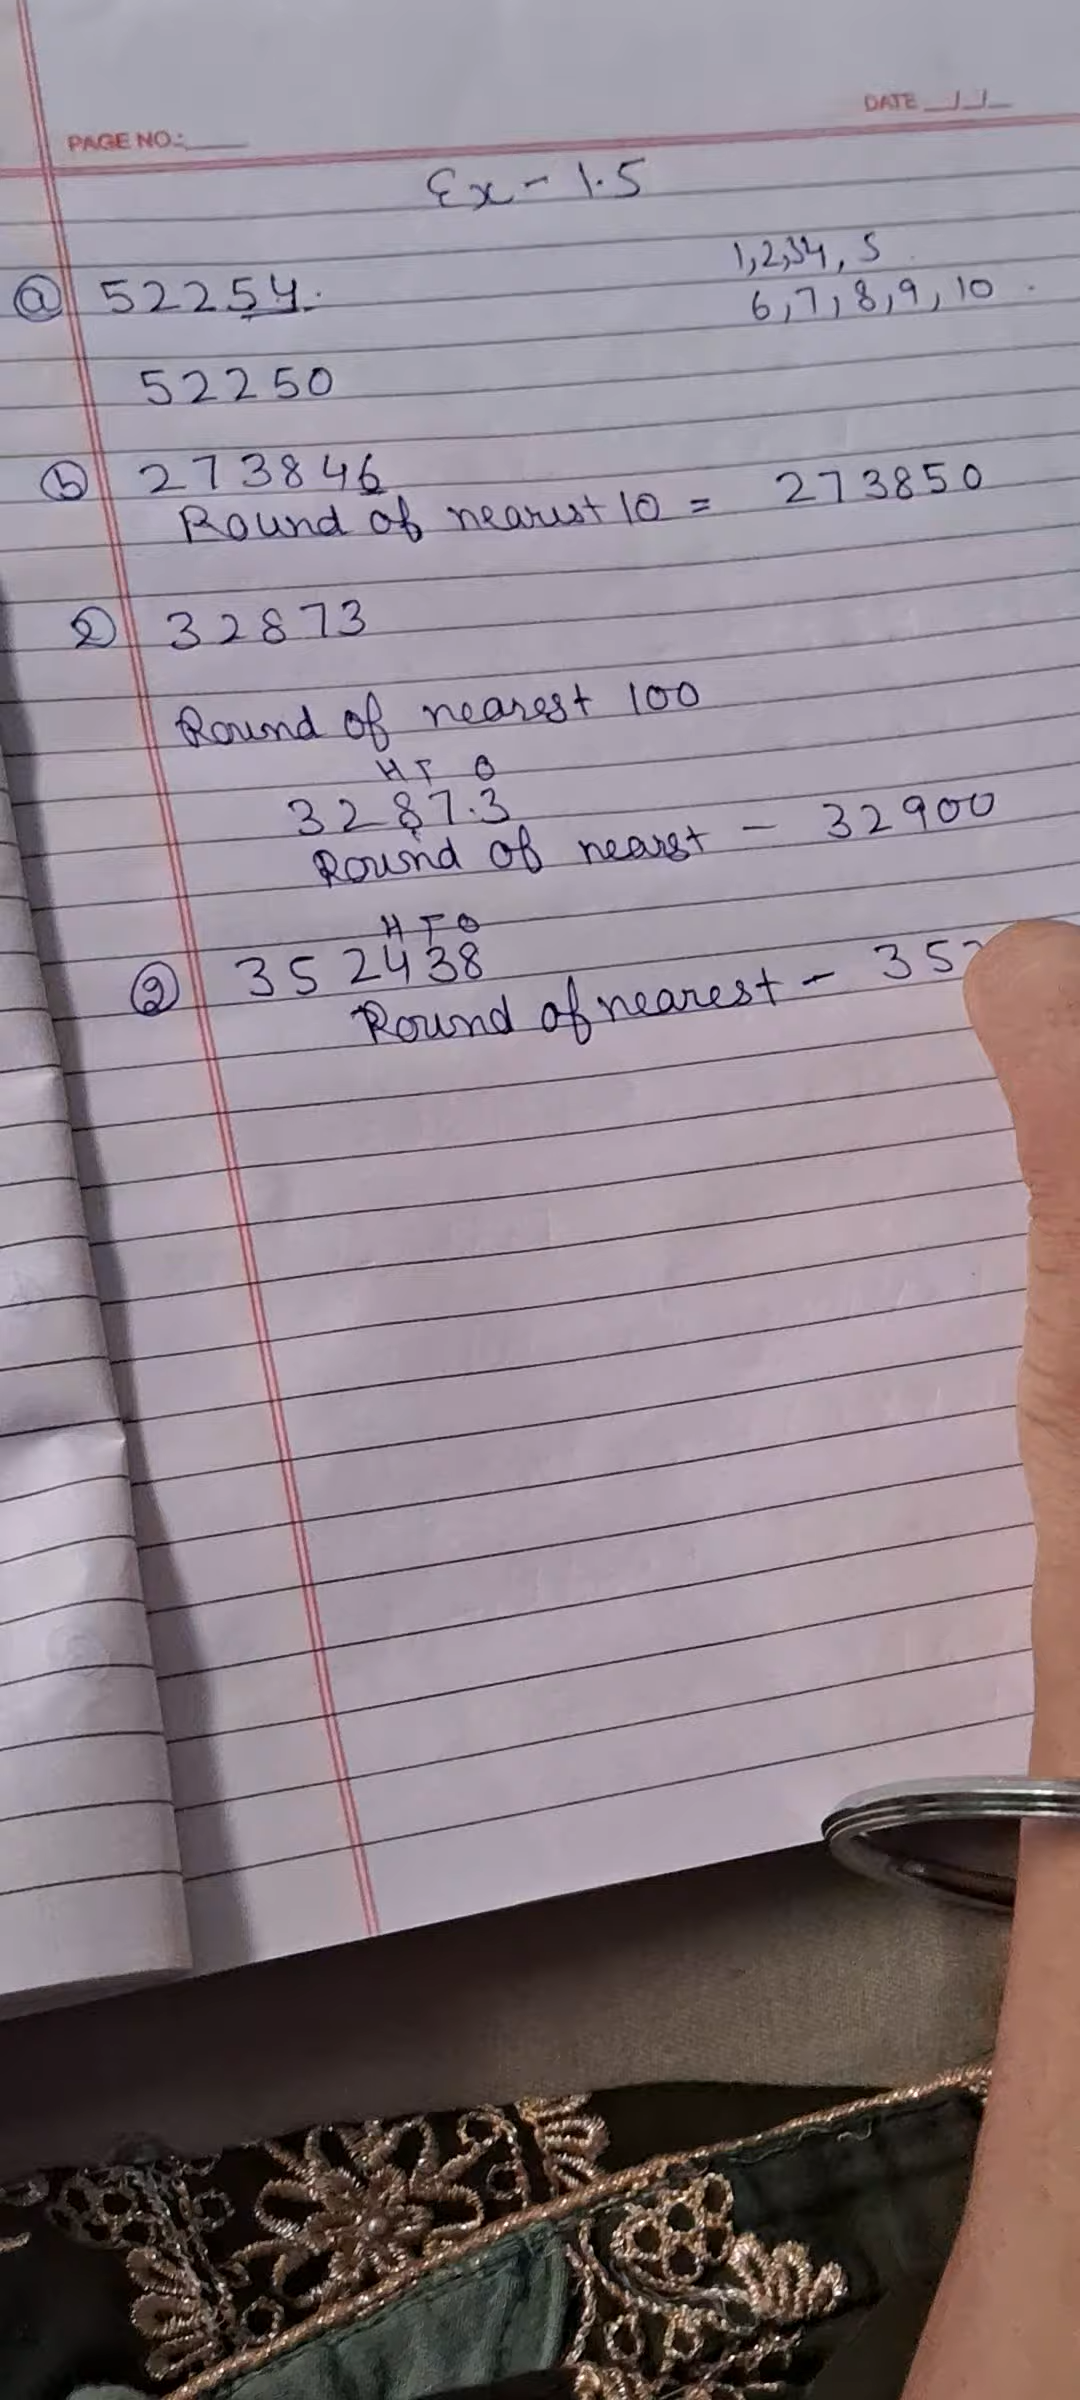 PAGE NO.:
DATE
Ex - 1.5
1,2,3,4, 5
6,7,8,9,10
a 52254
52250
b 273846
Round of nearest 10 = 273850
2 32873
Round of nearest 100
H T O
32873
Round of nearst - 32900
H T O
a 352438
Round of nearest - 35